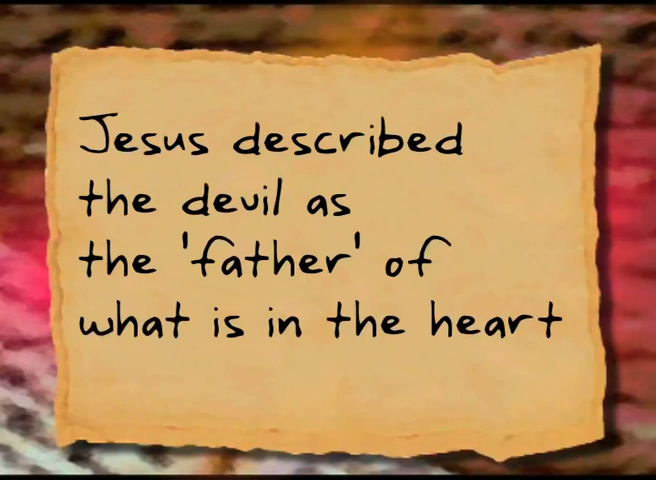 Jesus described
the devil as
the 'father' of
what is in the heart